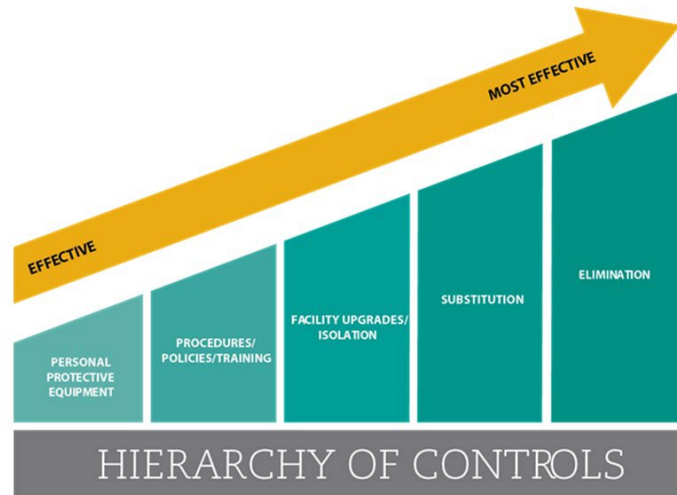 MOST EFFECTIVE
EFFECTIVE
PERSONAL
PROTECTIVE
EQUIPMENT
PROCEDURES/
POLICIES/TRAINING
FACILITY UPGRADES/
ISOLATION
SUBSTITUTION
ELIMINATION
HIERARCHY OF CONTROLS